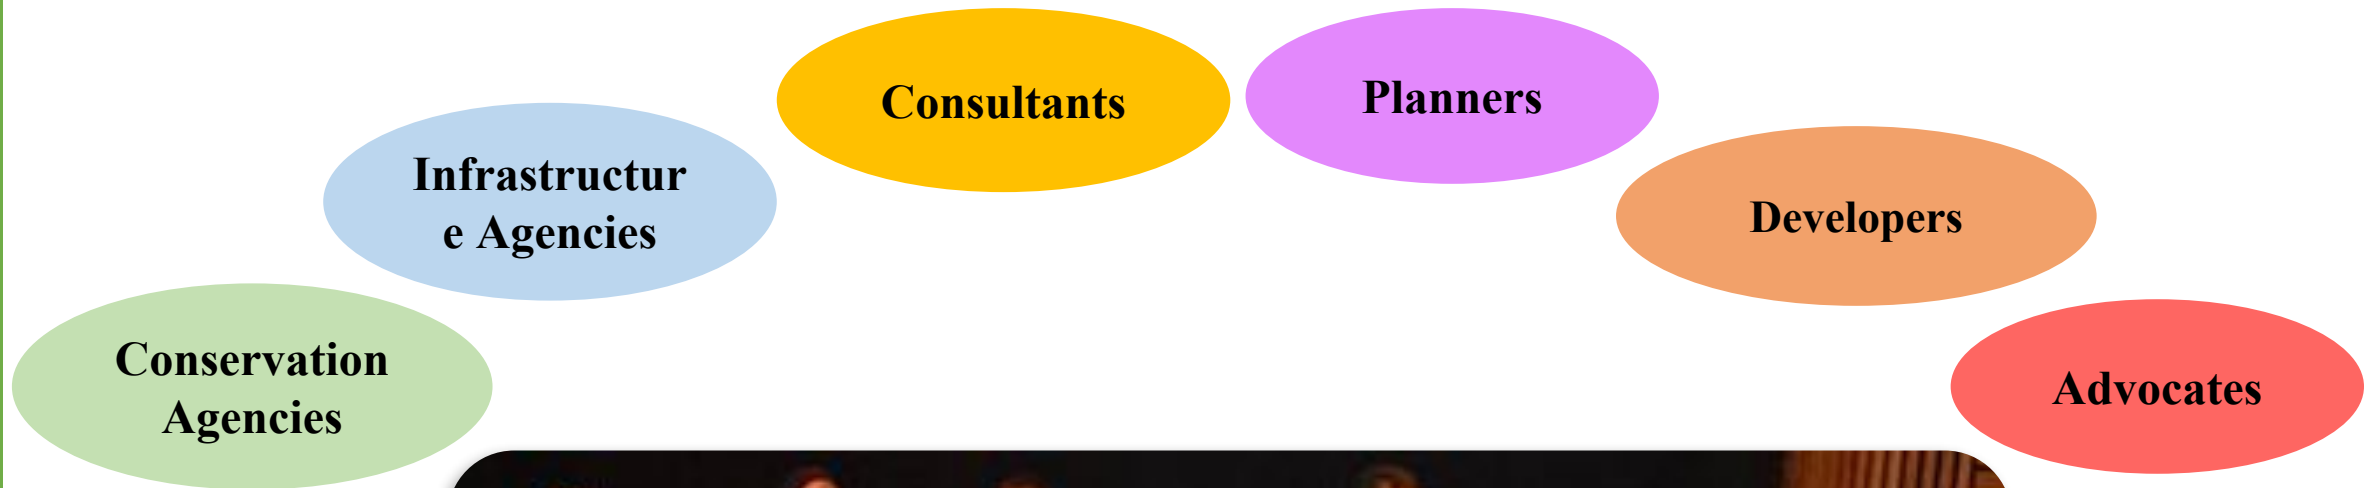 Consultants
Planners
Infrastructur
e Agencies
Developers
Conservation
Agencies
Advocates